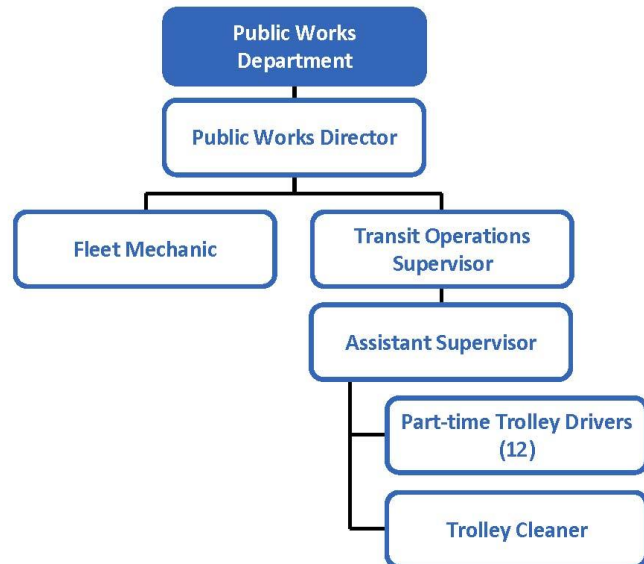 Public Works
Department
Public Works Director
Fleet Mechanic
Transit Operations
Supervisor
Assistant Supervisor
Part-time Trolley Drivers
(12)
Trolley Cleaner